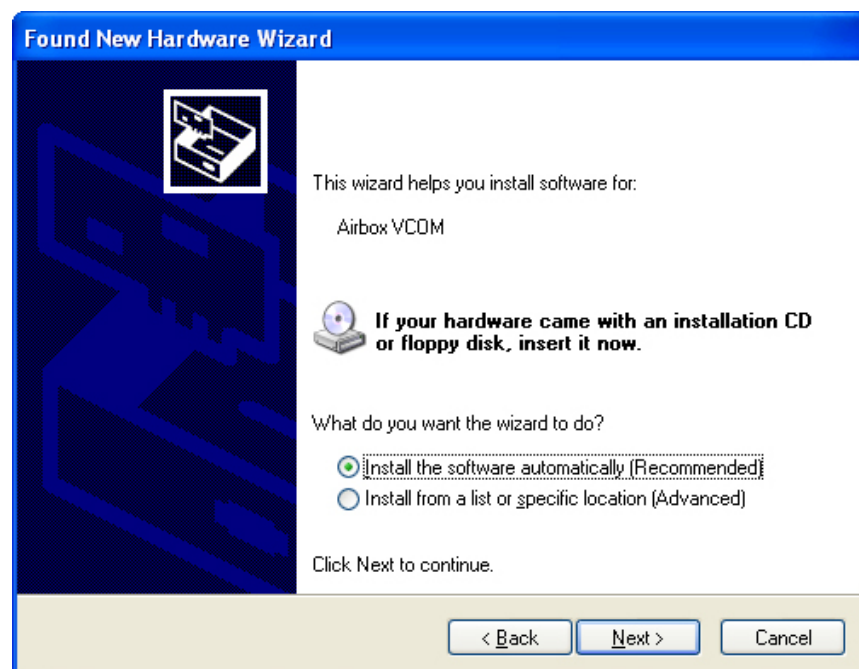 Found New Hardware Wizard
This wizard helps you install software for:
Airbox VCOM
If your hardware came with an installation CD
or floppy disk, insert it now.
What do you want the wizard to do?
Install the software automatically (Recommended)
Install from a list or specific location (Advanced)
Click Next to continue.
< Back
Next >
Cancel